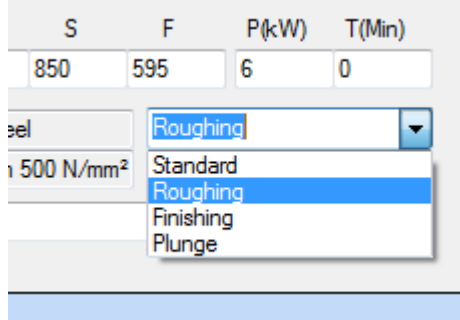 S F P(kW) T(Min)
850 595 6 0
eel Roughing
500 N/mm² Standard
Roughing
Finishing
Plunge